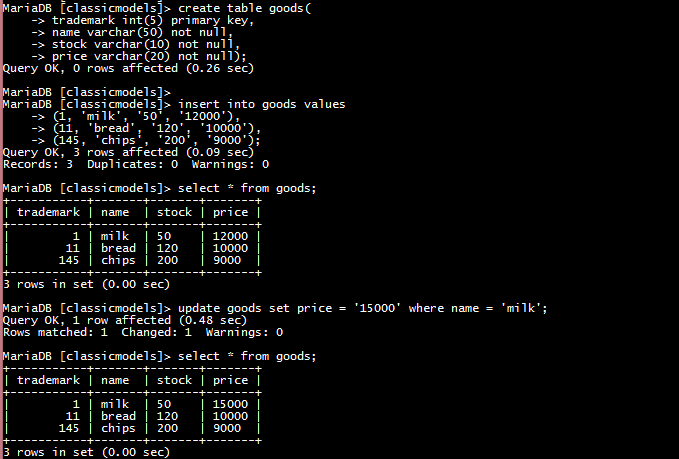 MariaDB [classicmodels]> create table goods(
    -> trademark int(5) primary key,
    -> name varchar(50) not null,
    -> stock varchar(10) not null,
    -> price varchar(20) not null);
Query OK, 0 rows affected (0.26 sec)

MariaDB [classicmodels]>
MariaDB [classicmodels]> insert into goods values
    -> (1, 'milk', '50', '12000'),
    -> (11, 'bread', '120', '10000'),
    -> (145, 'chips', '200', '9000');
Query OK, 3 rows affected (0.09 sec)
Records: 3  Duplicates: 0  Warnings: 0

MariaDB [classicmodels]> select * from goods;
+-----------+-------+-------+-------+
| trademark | name  | stock | price |
+-----------+-------+-------+-------+
|         1 | milk  | 50    | 12000 |
|        11 | bread | 120   | 10000 |
|       145 | chips | 200   | 9000  |
+-----------+-------+-------+-------+
3 rows in set (0.00 sec)

MariaDB [classicmodels]> update goods set price = '15000' where name = 'milk';
Query OK, 1 row affected (0.48 sec)
Rows matched: 1  Changed: 1  Warnings: 0

MariaDB [classicmodels]> select * from goods;
+-----------+-------+-------+-------+
| trademark | name  | stock | price |
+-----------+-------+-------+-------+
|         1 | milk  | 50    | 15000 |
|        11 | bread | 120   | 10000 |
|       145 | chips | 200   | 9000  |
+-----------+-------+-------+-------+
3 rows in set (0.00 sec)